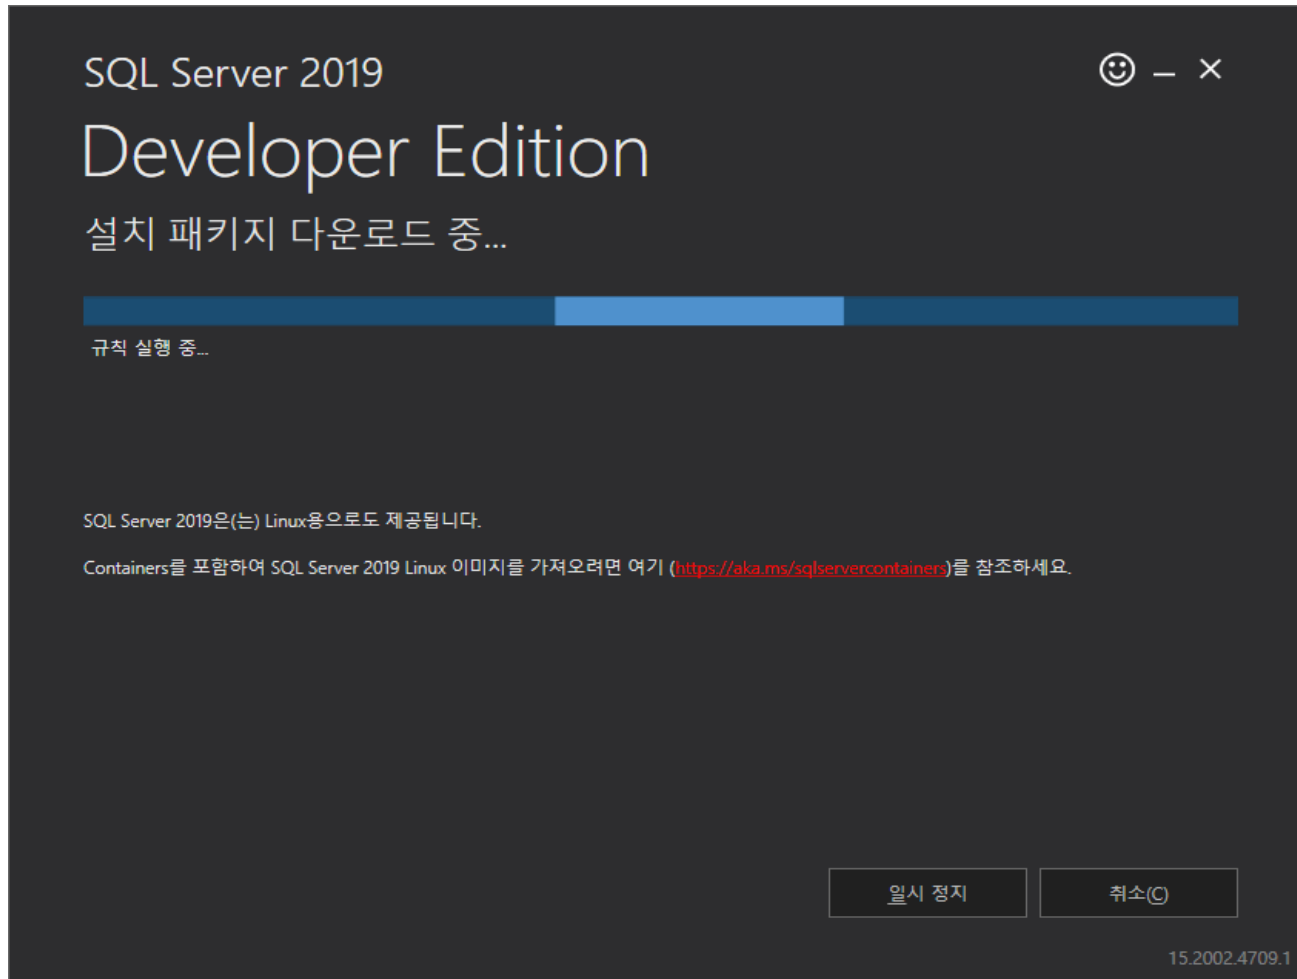 SQL Server 2019
Developer Edition
설치 패키지 다운로드 중...
규칙 실행 중...
SQL Server 2019은(는) Linux용으로도 제공됩니다.
Containers를 포함하여 SQL Server 2019 Linux 이미지를 가져오려면 여기 (https://aka.ms/sqlservercontainers)를 참조하세요.
일시 정지
취소(C)
15.2002.4709.1